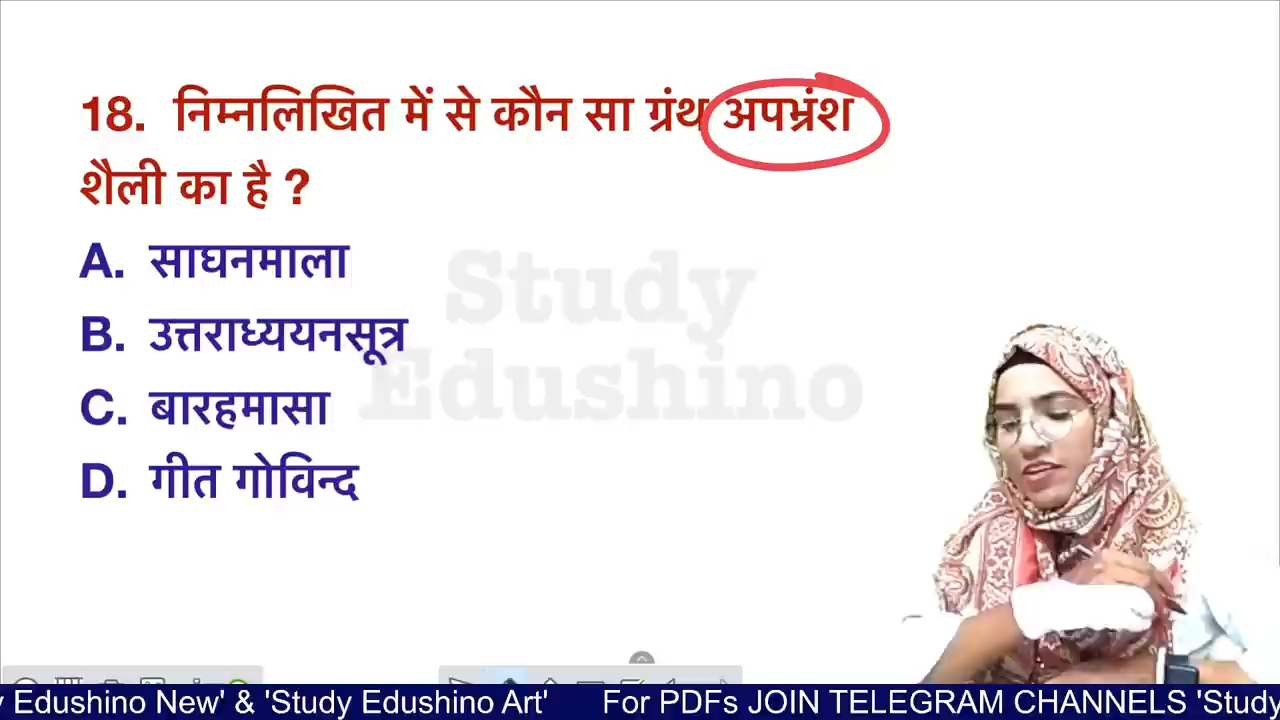 18. निम्नलिखित में से कौन सा ग्रंथ अपभ्रंश
शैली का है ?
A. साघनमाला
B. उत्तराध्ययनसूत्र
C. बारहमासा
D. गीत गोविन्द
Study
Edushino
y Edushino New' & 'Study Edushino Art' For PDFs JOIN TELEGRAM CHANNELS 'Study